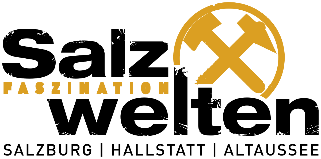 Salz
FASZINATION
welten
SALZBURG | HALLSTATT | ALTAUSSEE